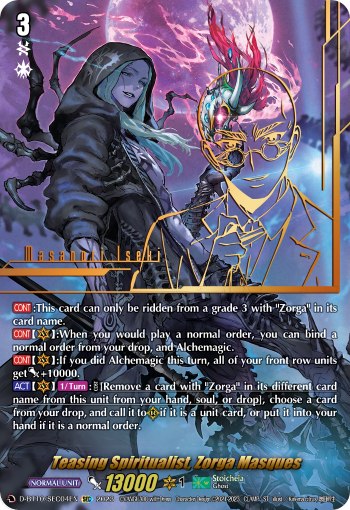 3
Masanori Iseki
CONT:This card can only be ridden from a grade 3 with "Zorga" in its
card name.
CONT【】:When you would play a normal order, you can bind a
normal order from your drop, and Alchemagic.
CONT【】:If you did Alchemagic this turn, all of your front row units
get +10000.
ACT【】1/Turn:[Remove a card with "Zorga" in its different card
name from this unit from your hand, soul, or drop], choose a card
from your drop, and call it to if it is a unit card, or put it into your
hand if it is a normal order.
Teasing Spiritualist, Zorga Masques
NORMAL UNIT
13000
1
Stoicheia
Ghost